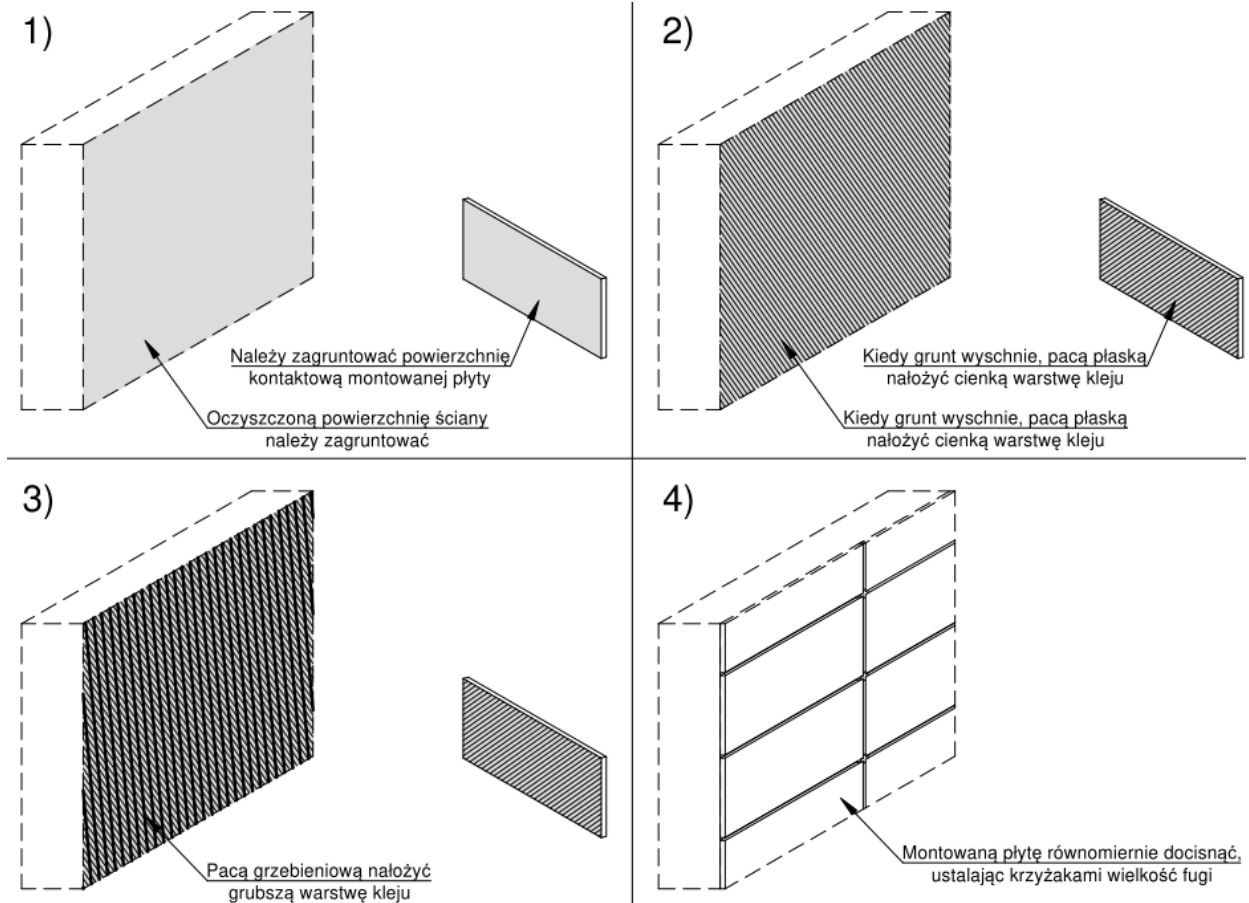 1)
Należy zagruntować powierzchnię
kontaktową montowanej płyty
Oczyszczoną powierzchnię ściany
należy zagruntować
2)
Kiedy grunt wyschnie, pacą płaską
nałożyć cienką warstwę kleju
Kiedy grunt wyschnie, pacą płaską
nałożyć cienką warstwę kleju
3)
Pacą grzebieniową nałożyć
grubszą warstwę kleju
4)
Montowaną płytę równomiernie docisnąć,
ustalając krzyżakami wielkość fugi